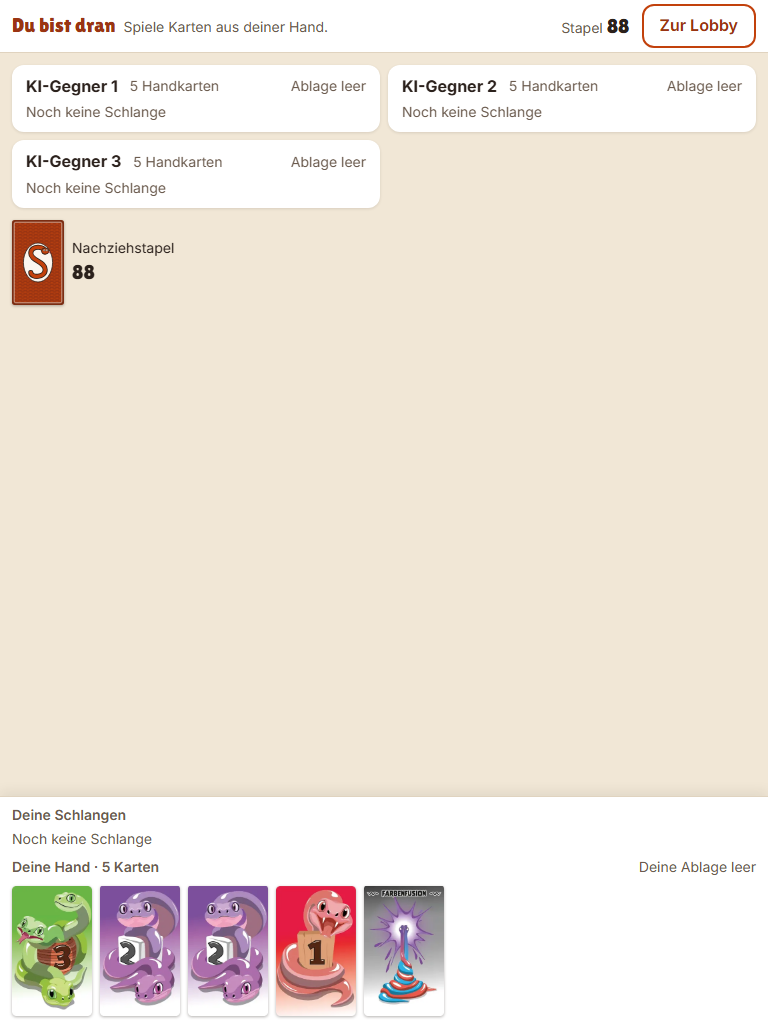 Du bist dran Spiele Karten aus deiner Hand. Stapel 88 Zur Lobby
KI-Gegner 1 5 Handkarten Ablage leer
Noch keine Schlange
KI-Gegner 2 5 Handkarten Ablage leer
Noch keine Schlange
KI-Gegner 3 5 Handkarten Ablage leer
Noch keine Schlange
S
Nachziehstapel
88
Deine Schlangen
Noch keine Schlange
Deine Hand · 5 Karten Deine Ablage leer
3
2
2
1
FARBENFUSION